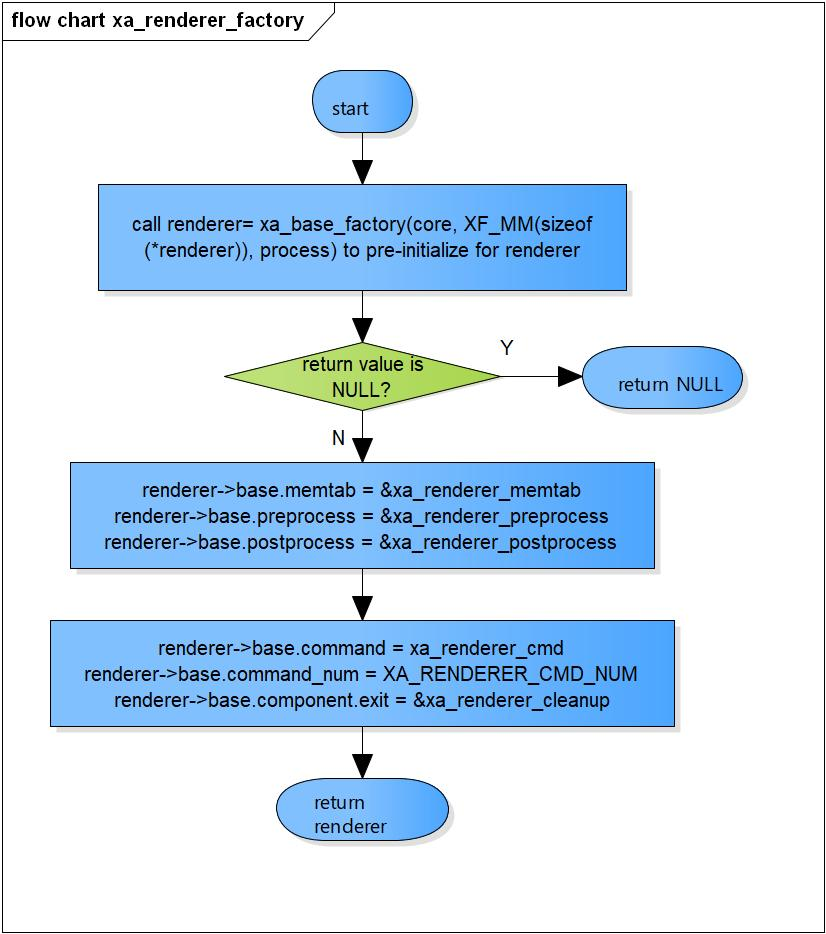 flow chart xa_renderer_factory
start
call renderer= xa_base_factory(core, XF_MM(sizeof
(*renderer)), process) to pre-initialize for renderer
return value is
NULL?
Y
return NULL
N
renderer->base.memtab = &xa_renderer_memtab
renderer->base.preprocess = &xa_renderer_preprocess
renderer->base.postprocess = &xa_renderer_postprocess
renderer->base.command = xa_renderer_cmd
renderer->base.command_num = XA_RENDERER_CMD_NUM
renderer->base.component.exit = &xa_renderer_cleanup
return
renderer